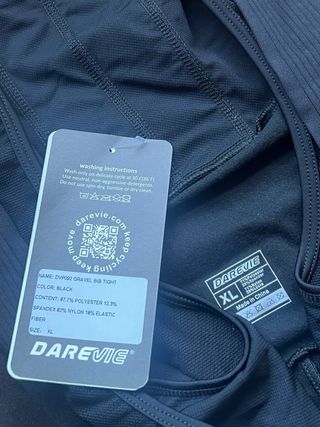 washing instructions
Wash only on delicate cycle at 30 C(86 F)
Use neutral, non-aggressive detergents.
Do not use spin-dry, tumble or dry clean.
darevie.com
keep cycling keep move
NAME: DVP092 GRAVEL BIB TIGHT
COLOR: BLACK
CONTENT: 87.7% POLYESTER 12.3%
SPANDEX 82% NYLON 18% ELASTIC
FIBER
SIZE: XL
DAREVIE
DAREVIE
XL
Made in China